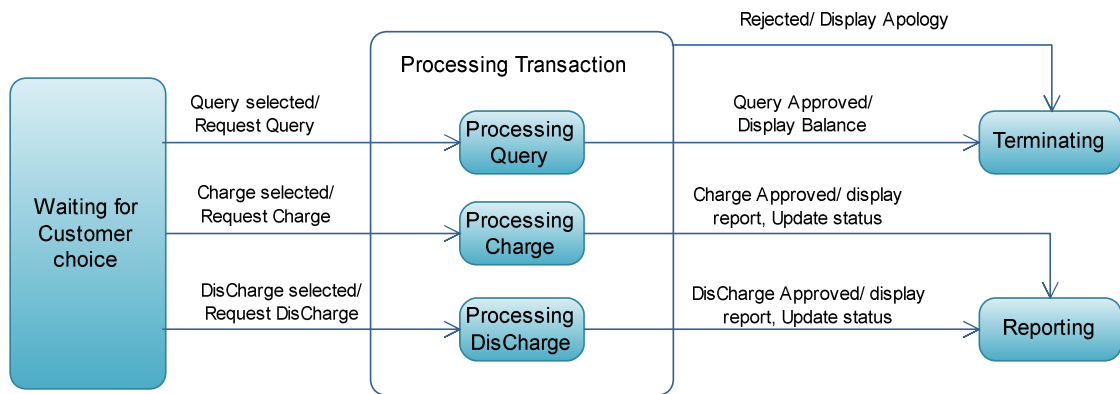 Rejected/ Display Apology
Processing Transaction
Query selected/
Request Query
Processing
Query
Query Approved/
Display Balance
Terminating
Waiting for
Customer
choice
Charge selected/
Request Charge
Processing
Charge
Charge Approved/ display
report, Update status
DisCharge selected/
Request DisCharge
Processing
DisCharge
DisCharge Approved/ display
report, Update status
Reporting